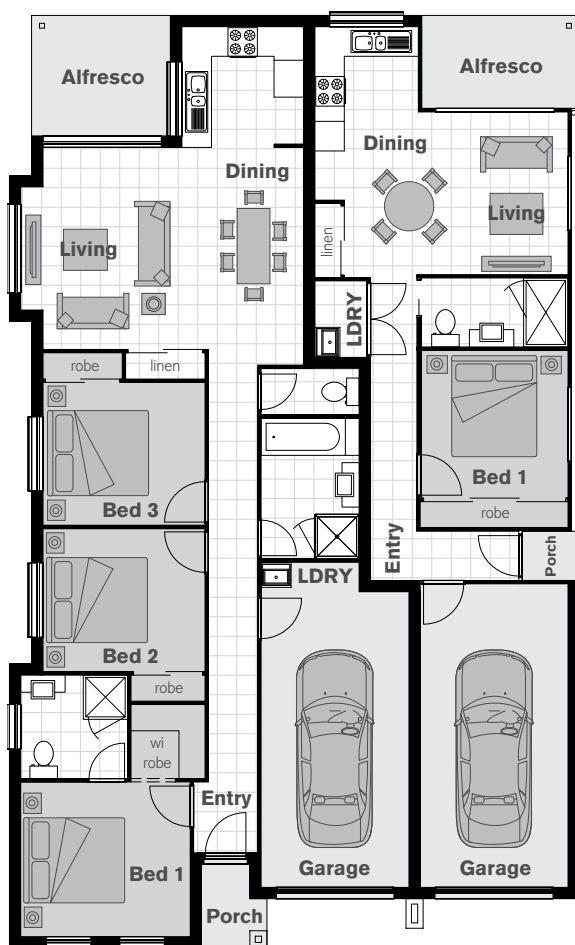 Alfresco
Alfresco
Dining
Dining
Living
Living
linen
LDRY
robe
linen
Bed 3
Bed 1
robe
Entry
Porch
LDRY
Bed 2
robe
wi
robe
Entry
Bed 1
Garage
Garage
Porch